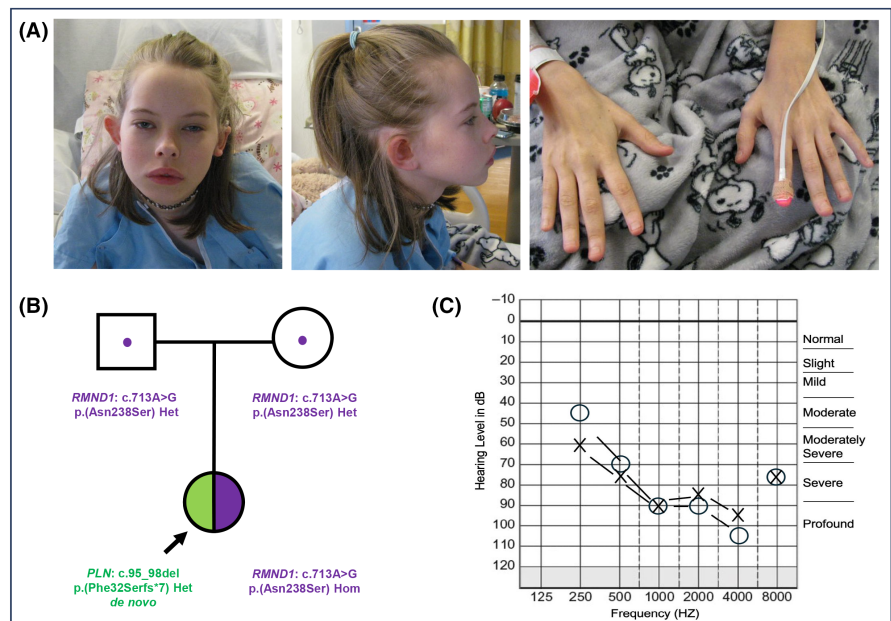 (A)
(B)
RMND1: c.713A>G
p.(Asn238Ser) Het
RMND1: c.713A>G
p.(Asn238Ser) Het
PLN: c.95_98del
p.(Phe32Serfs*7) Het
de novo
RMND1: c.713A>G
p.(Asn238Ser) Hom
(C)
Hearing Level in dB
–10
0
10
20
30
40
50
60
70
80
90
100
110
120
Normal
Slight
Mild
Moderate
Moderately
Severe
Severe
Profound
125 250 500 1000 2000 4000 8000
Frequency (HZ)